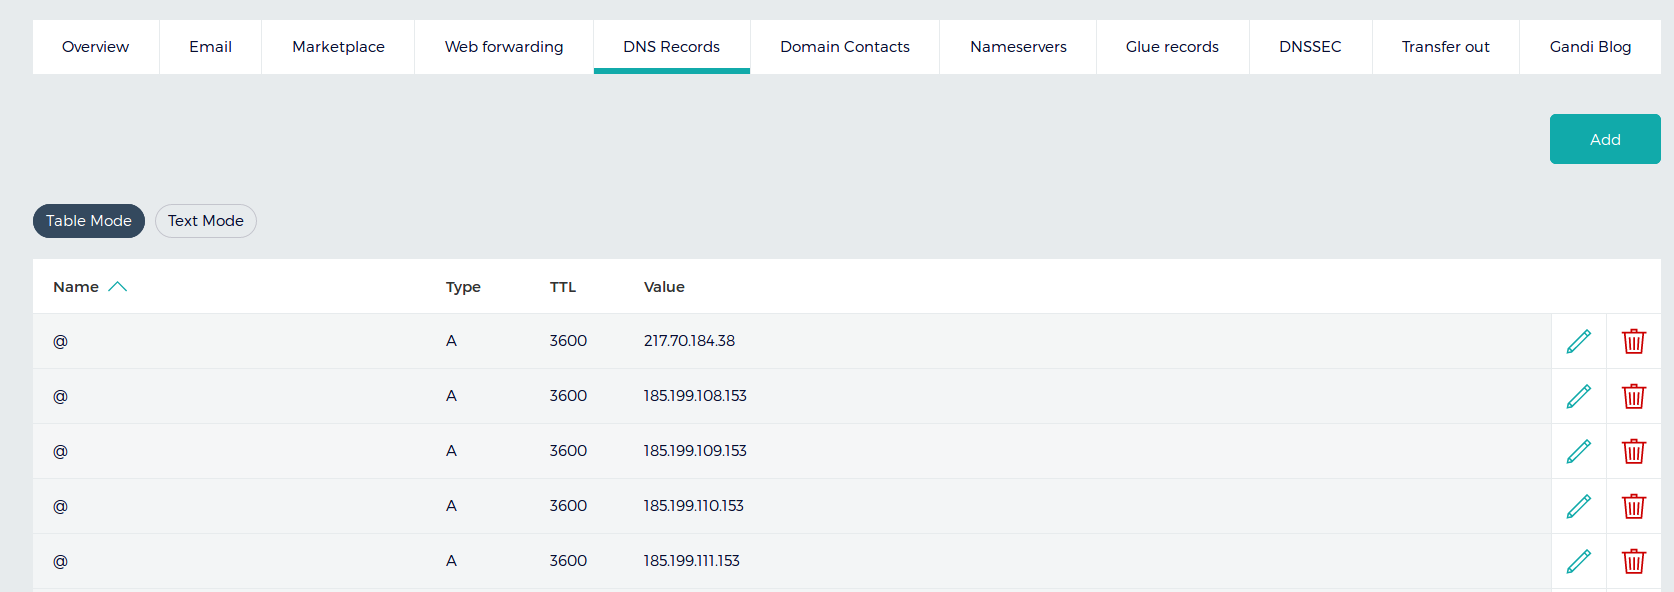 Overview Email Marketplace Web forwarding DNS Records Domain Contacts Nameservers Glue records DNSSEC Transfer out Gandi Blog
Add
Table Mode Text Mode
Name Type TTL Value
@ A 3600 217.70.184.38
@ A 3600 185.199.108.153
@ A 3600 185.199.109.153
@ A 3600 185.199.110.153
@ A 3600 185.199.111.153